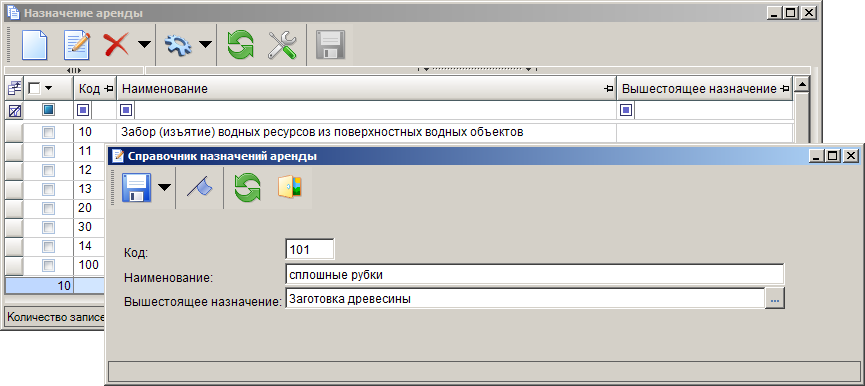 Назначение аренды
Код Наименование Вышестоящее назначение
10 Забор (изъятие) водных ресурсов из поверхностных водных объектов
11
12
13
20
30
14
100
10
Количество записе
Справочник назначений аренды
Код: 101
Наименование: сплошные рубки
Вышестоящее назначение: Заготовка древесины ...